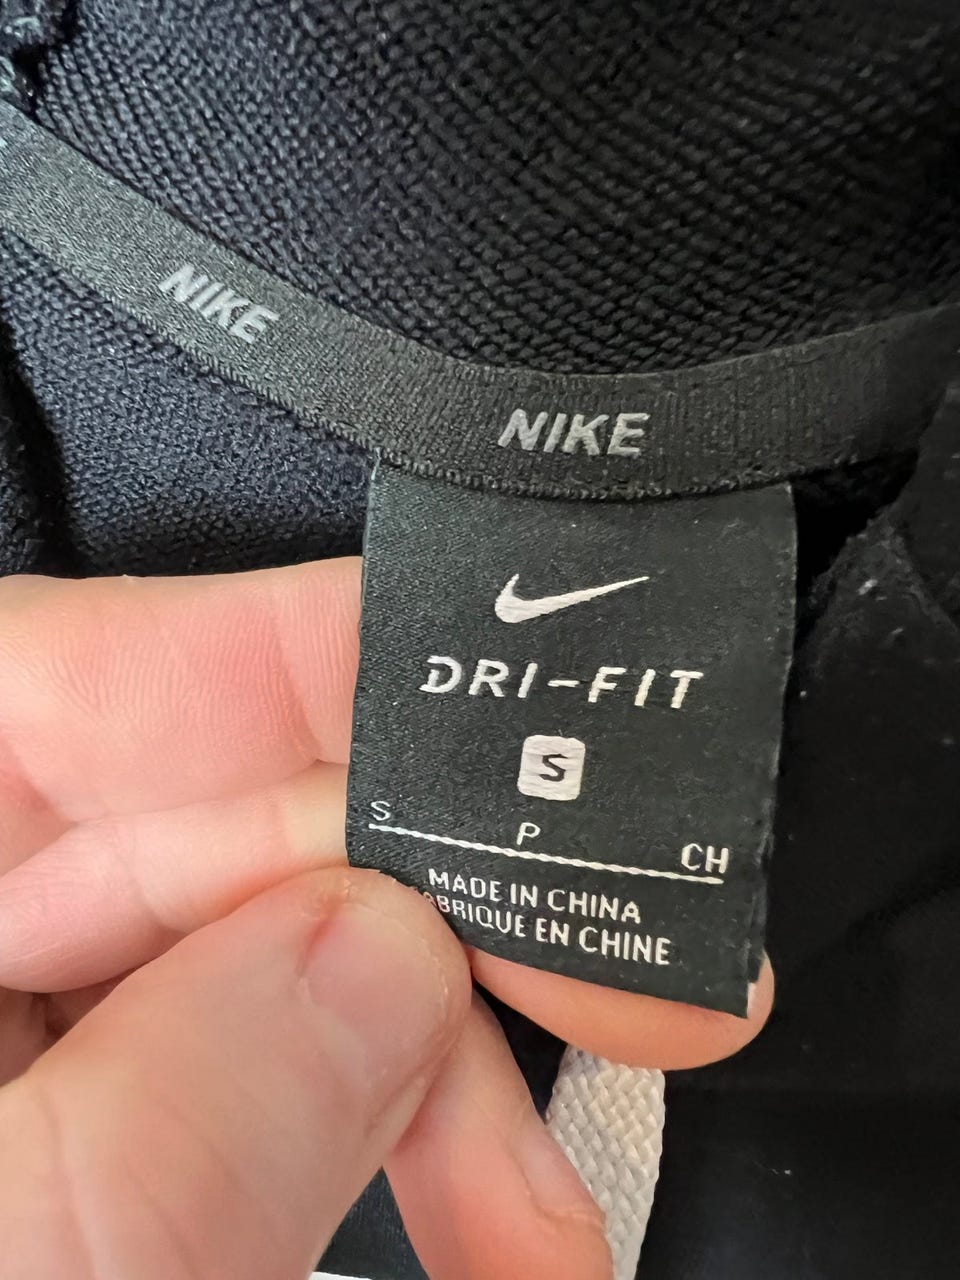 NIKE
NIKE
DRI-FIT
S
S P CH
MADE IN CHINA
ABRIQUE EN CHINE